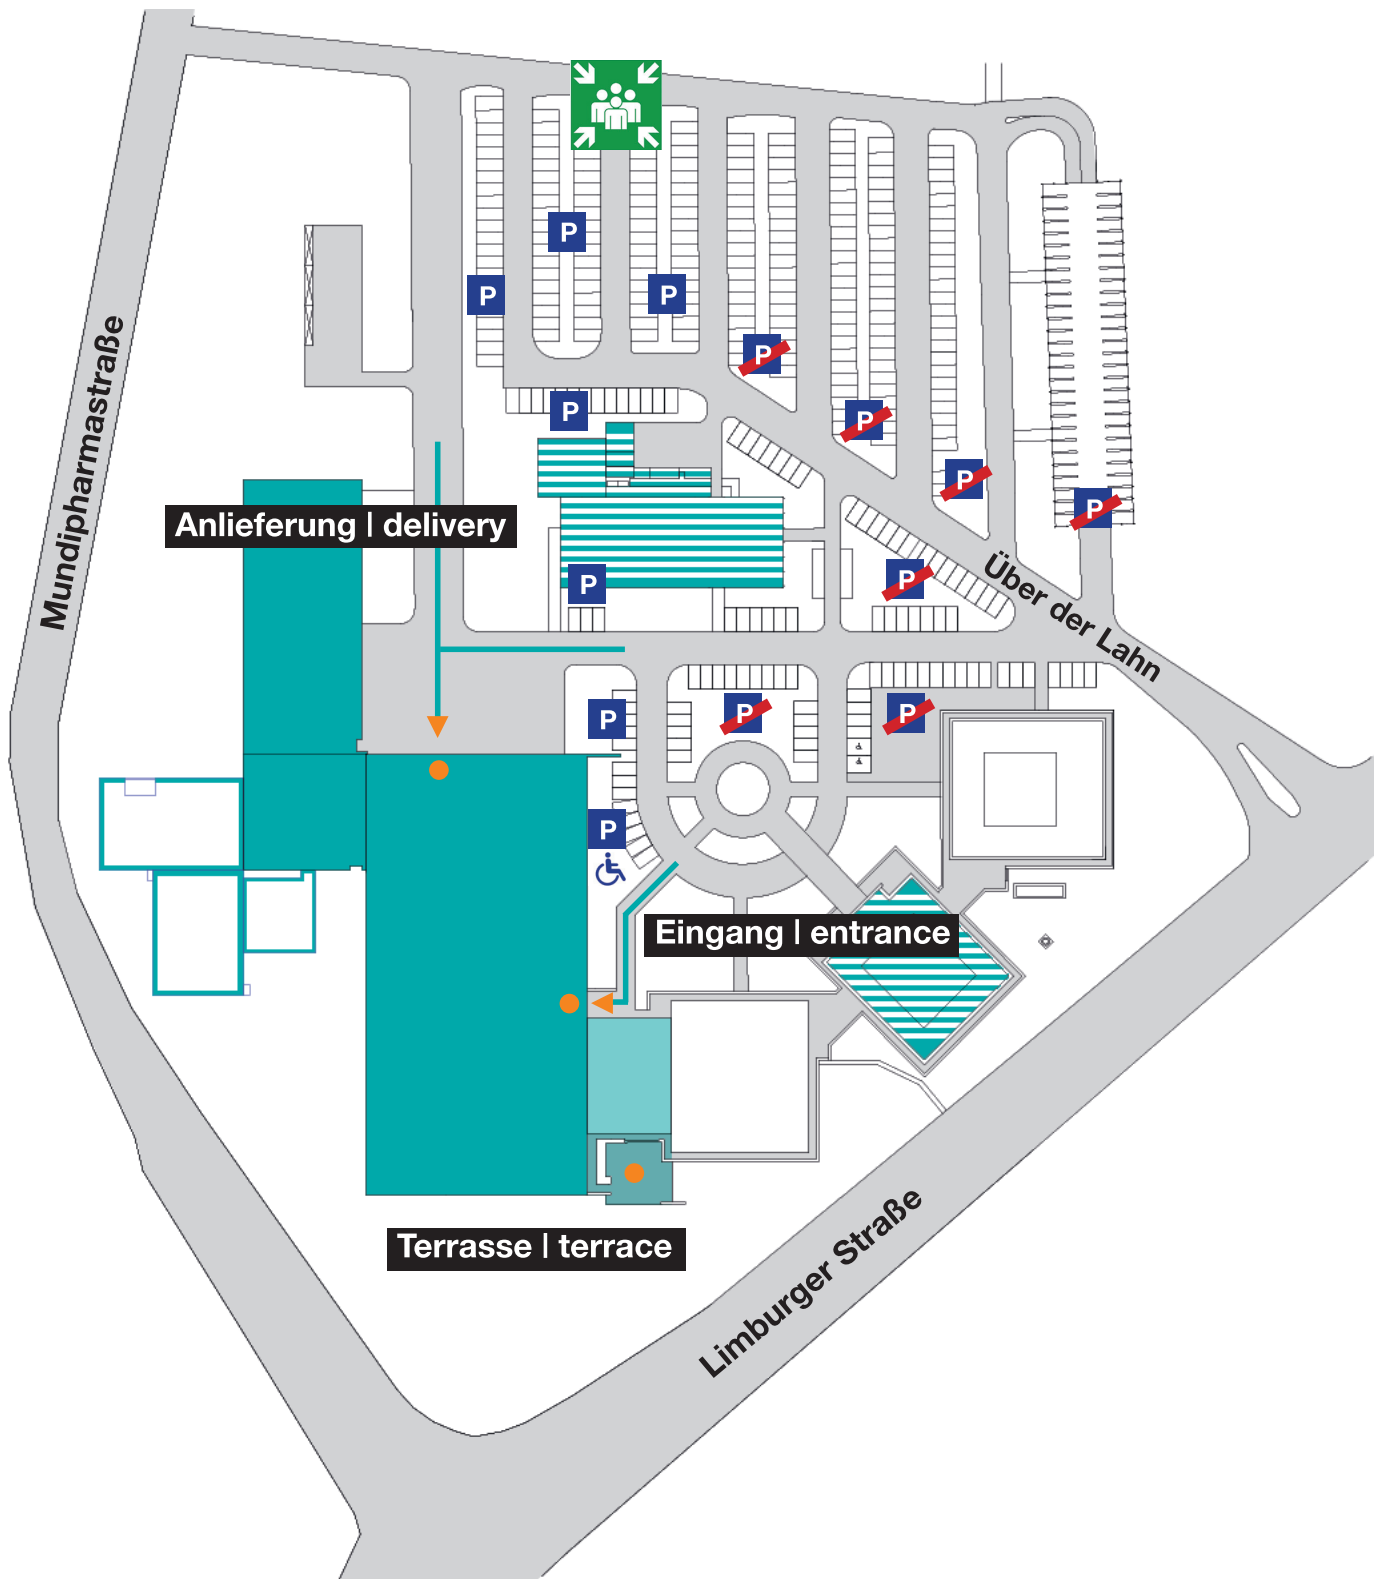 P
P
P
P
P
P
Mundipharmastraße
P
Anlieferung | delivery
P
P
P
Über der Lahn
P
P
P
P
P
Eingang | entrance
Terrasse | terrace
Limburger Straße